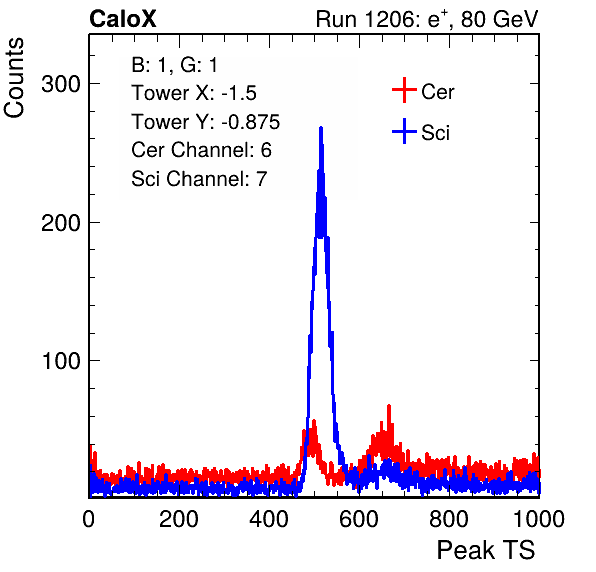 CaloX Run 1206: e⁺, 80 GeV
B: 1, G: 1
Tower X: -1.5
Tower Y: -0.875
Cer Channel: 6
Sci Channel: 7
Cer
Sci
Counts
300
200
100
0 200 400 600 800 1000
Peak TS